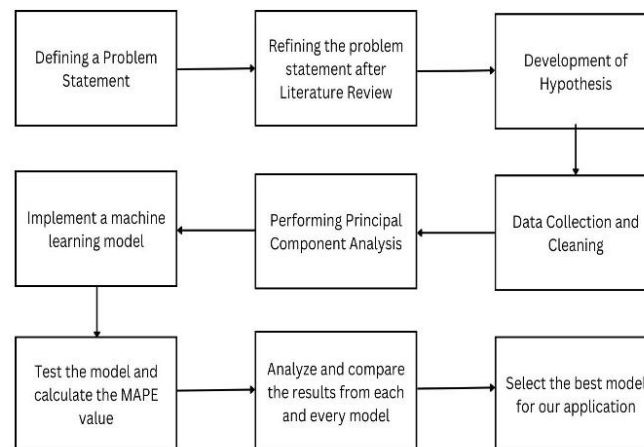 Defining a Problem
Statement
Refining the problem
statement after
Literature Review
Development of
Hypothesis
Data Collection and
Cleaning
Performing Principal
Component Analysis
Implement a machine
learning model
Test the model and
calculate the MAPE
value
Analyze and compare
the results from each
and every model
Select the best model
for our application